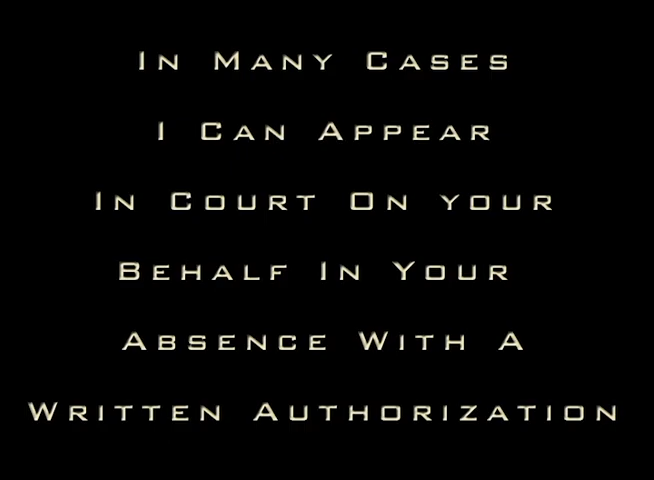 In Many Cases
I Can Appear
In Court On your
Behalf In Your
Absence With A
Written Authorization